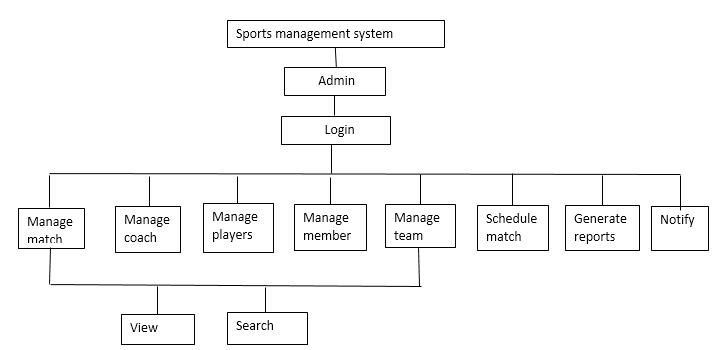 Sports management system
Admin
Login
Manage
match
Manage
coach
Manage
players
Manage
member
Manage
team
Schedule
match
Generate
reports
Notify
View
Search